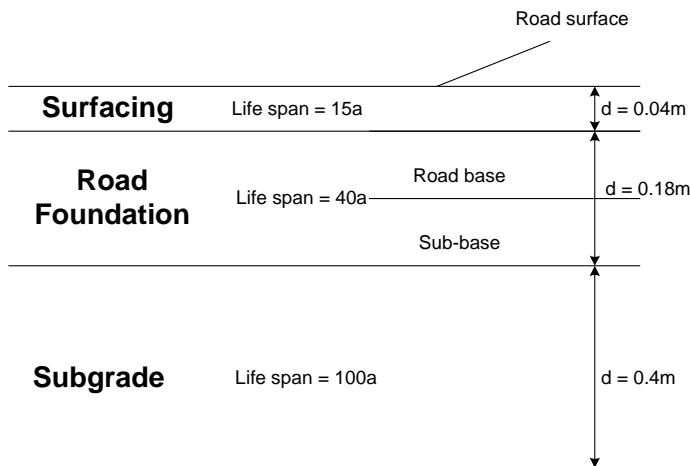 Road surface
Surfacing
Life span = 15a
d = 0.04m
Road
Foundation
Life span = 40a
Road base
d = 0.18m
Sub-base
Subgrade
Life span = 100a
d = 0.4m